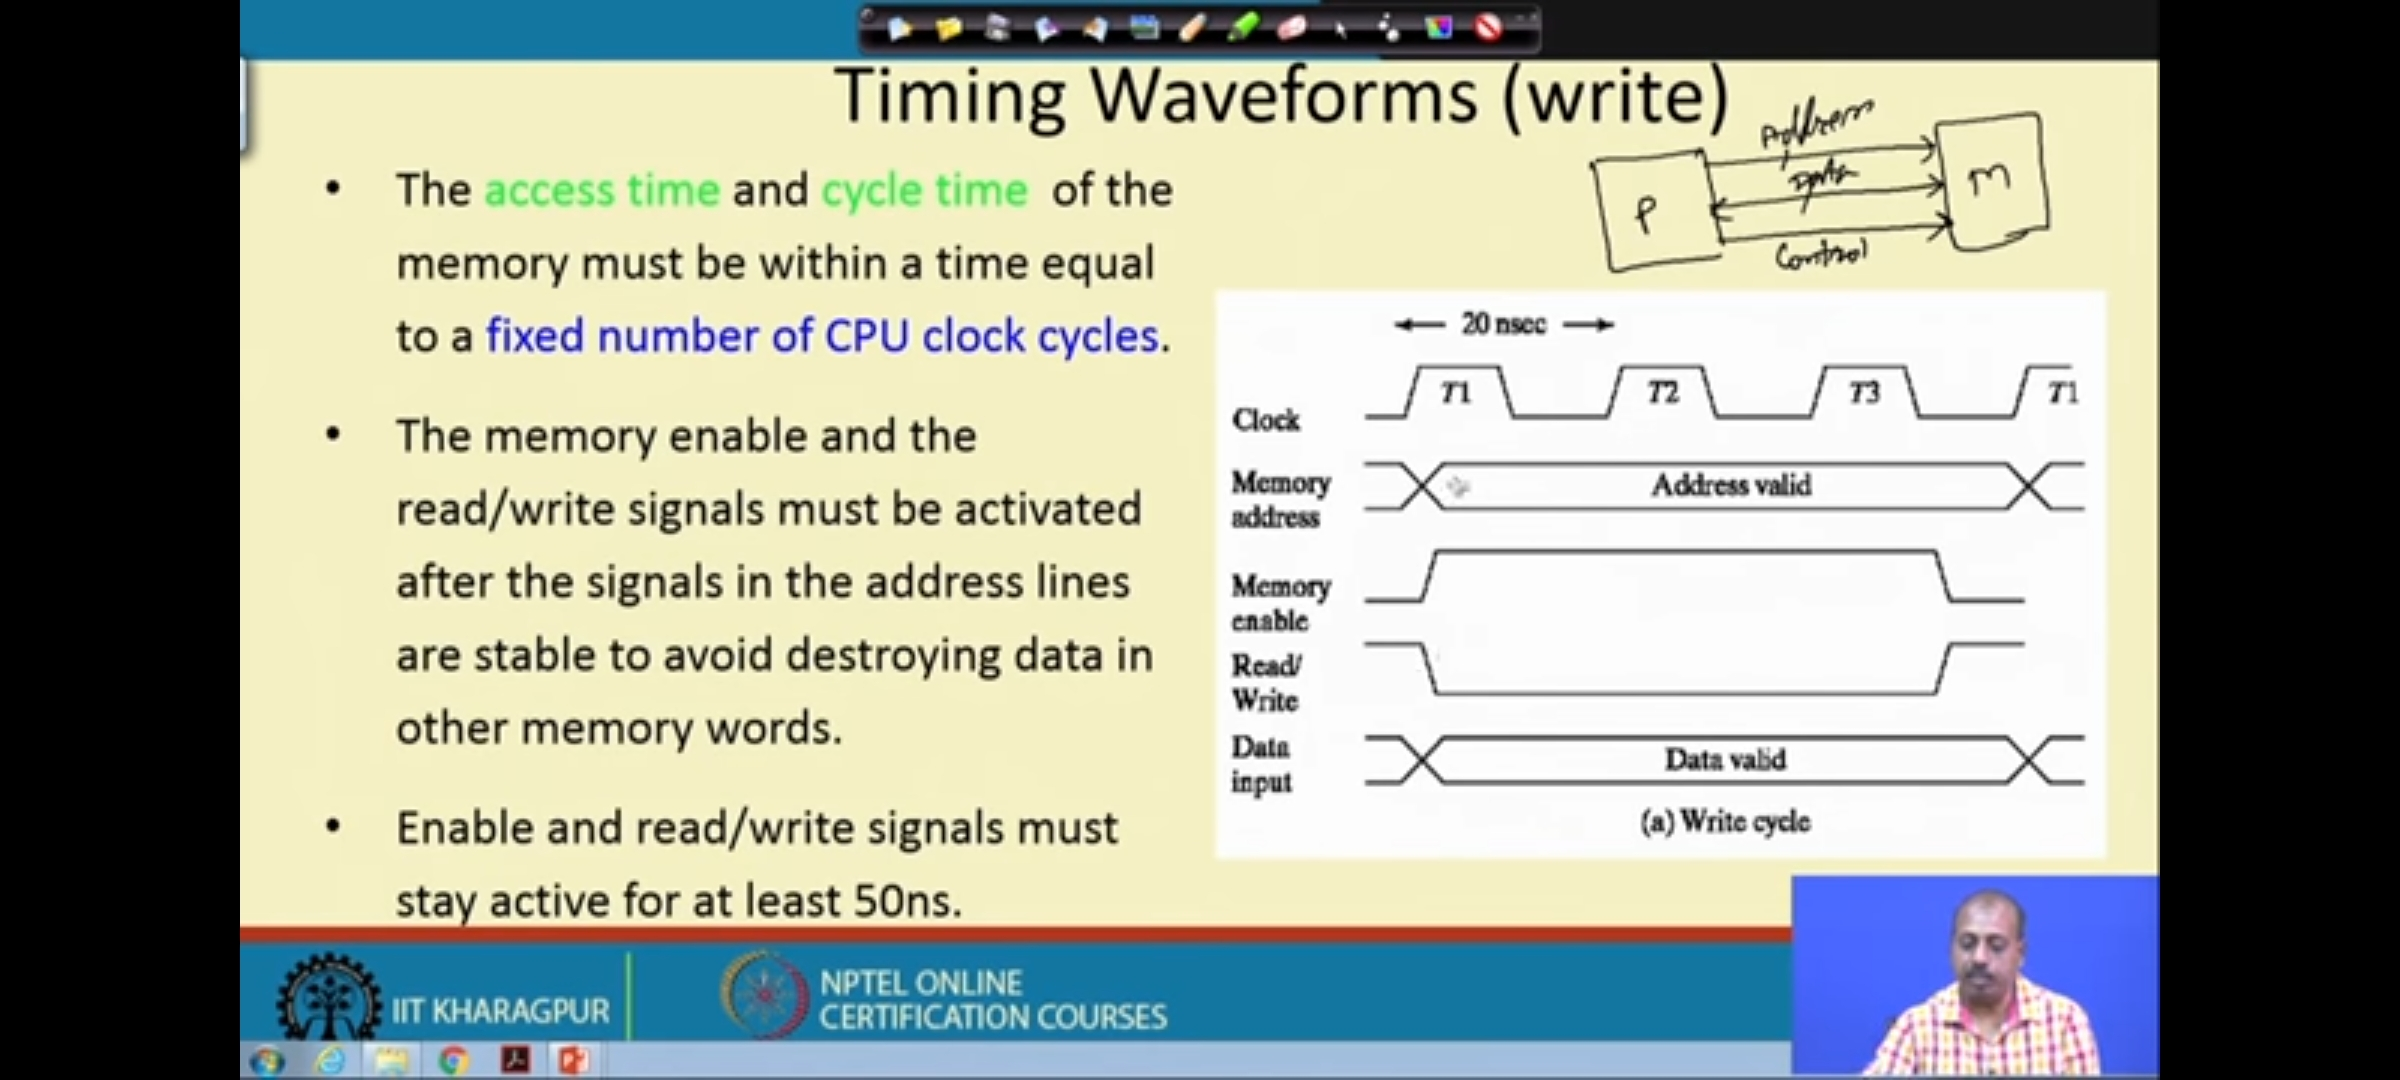 Timing Waveforms (write)
• The access time and cycle time of the
memory must be within a time equal
to a fixed number of CPU clock cycles.
• The memory enable and the
read/write signals must be activated
after the signals in the address lines
are stable to avoid destroying data in
other memory words.
• Enable and read/write signals must
stay active for at least 50ns.
Address
P
Data
M
Control
20 nsec
Clock
T1
T2
T3
T1
Memory
address
Address valid
Memory
enable
Read/
Write
Data
input
Data valid
(a) Write cycle
IIT KHARAGPUR
NPTEL ONLINE
CERTIFICATION COURSES